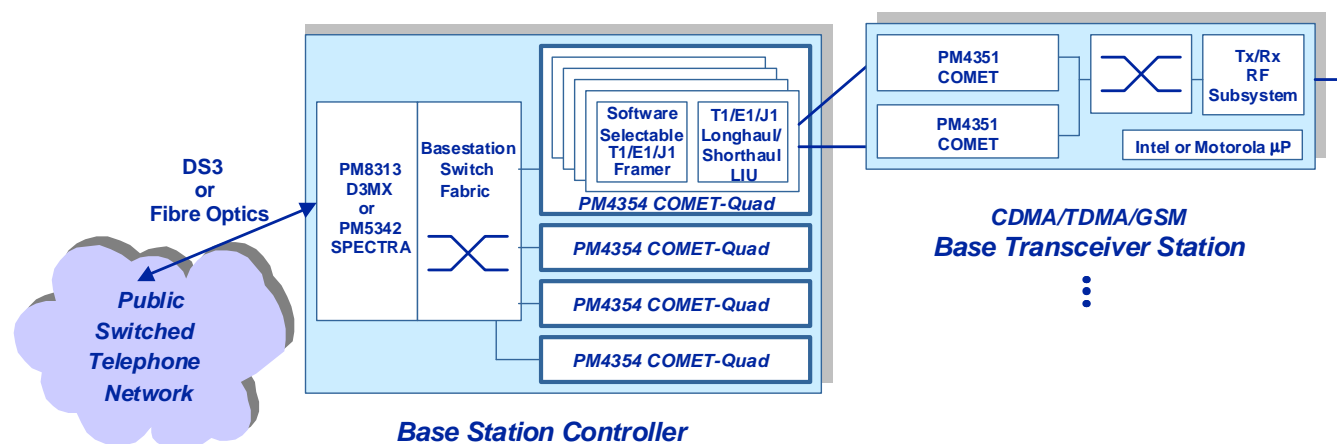 DS3
or
Fibre Optics
Public
Switched
Telephone
Network
PM8313
D3MX
or
PM5342
SPECTRA
Basestation
Switch
Fabric
Software
Selectable
T1/E1/J1
Framer
T1/E1/J1
Longhaul/
Shorthaul
LIU
PM4354 COMET-Quad
PM4354 COMET-Quad
PM4354 COMET-Quad
PM4354 COMET-Quad
Base Station Controller
PM4351
COMET
PM4351
COMET
Tx/Rx
RF
Subsystem
Intel or Motorola µP
CDMA/TDMA/GSM
Base Transceiver Station